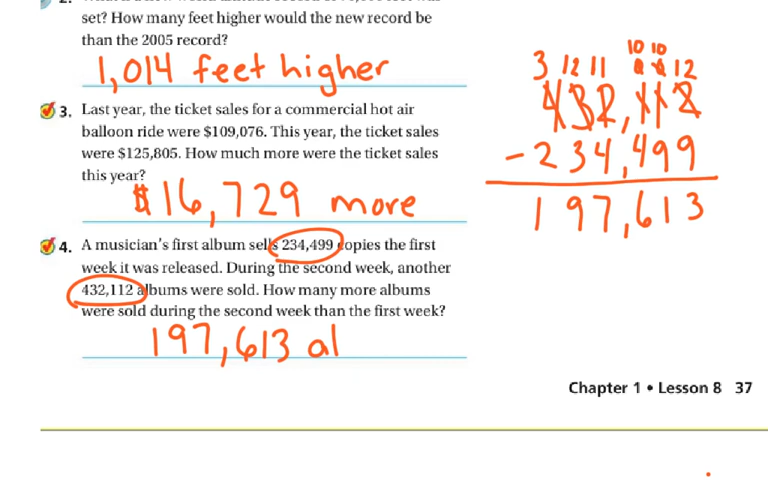 set? How many feet higher would the new record be
than the 2005 record?
1,014 feet higher
3. Last year, the ticket sales for a commercial hot air
balloon ride were $109,076. This year, the ticket sales
were $125,805. How much more were the ticket sales
this year?
$16,729 more
4. A musician's first album sells 234,499 copies the first
week it was released. During the second week, another
432,112 albums were sold. How many more albums
were sold during the second week than the first week?
197,613 al
10 10
3 12 11 12
432,112
-234,499
197,613
Chapter 1 • Lesson 8 37